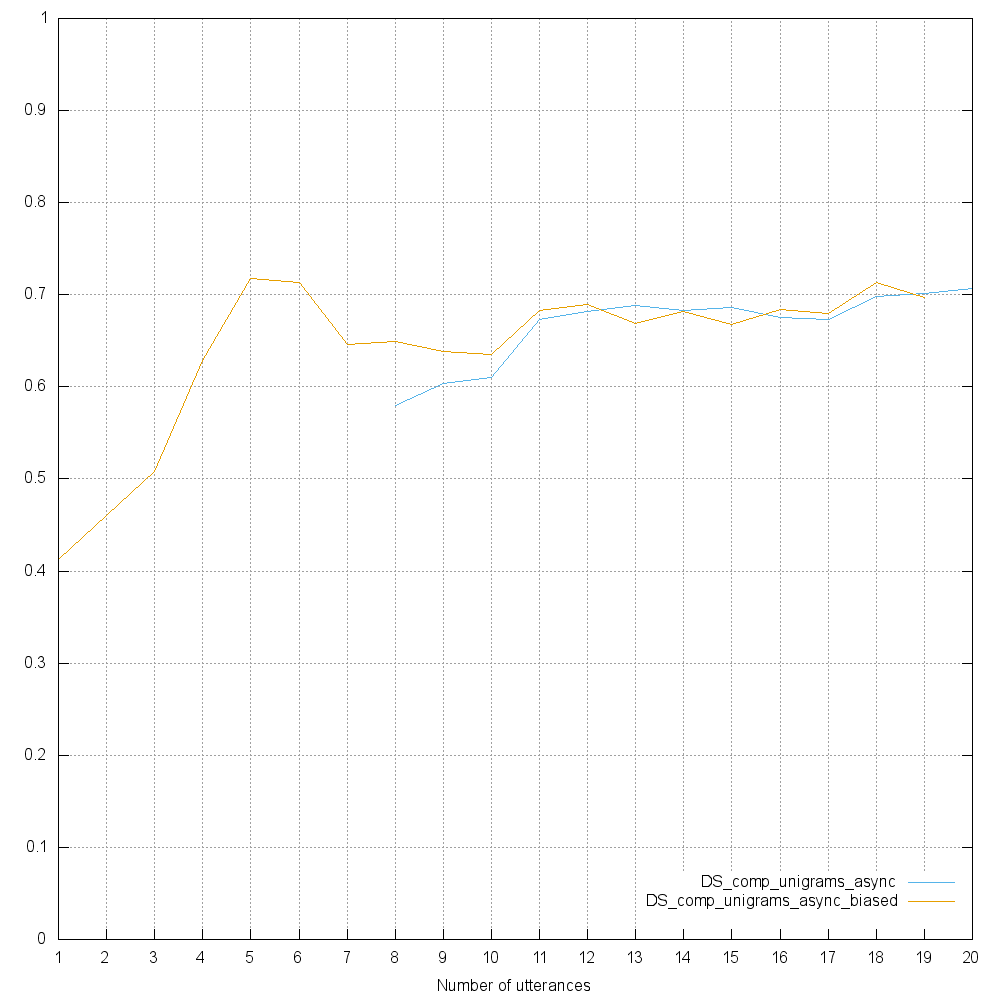 1
0.9
0.8
0.7
0.6
0.5
0.4
0.3
0.2
0.1
0
DS_comp_unigrams_async
DS_comp_unigrams_async_biased
1 2 3 4 5 6 7 8 9 10 11 12 13 14 15 16 17 18 19 20
Number of utterances